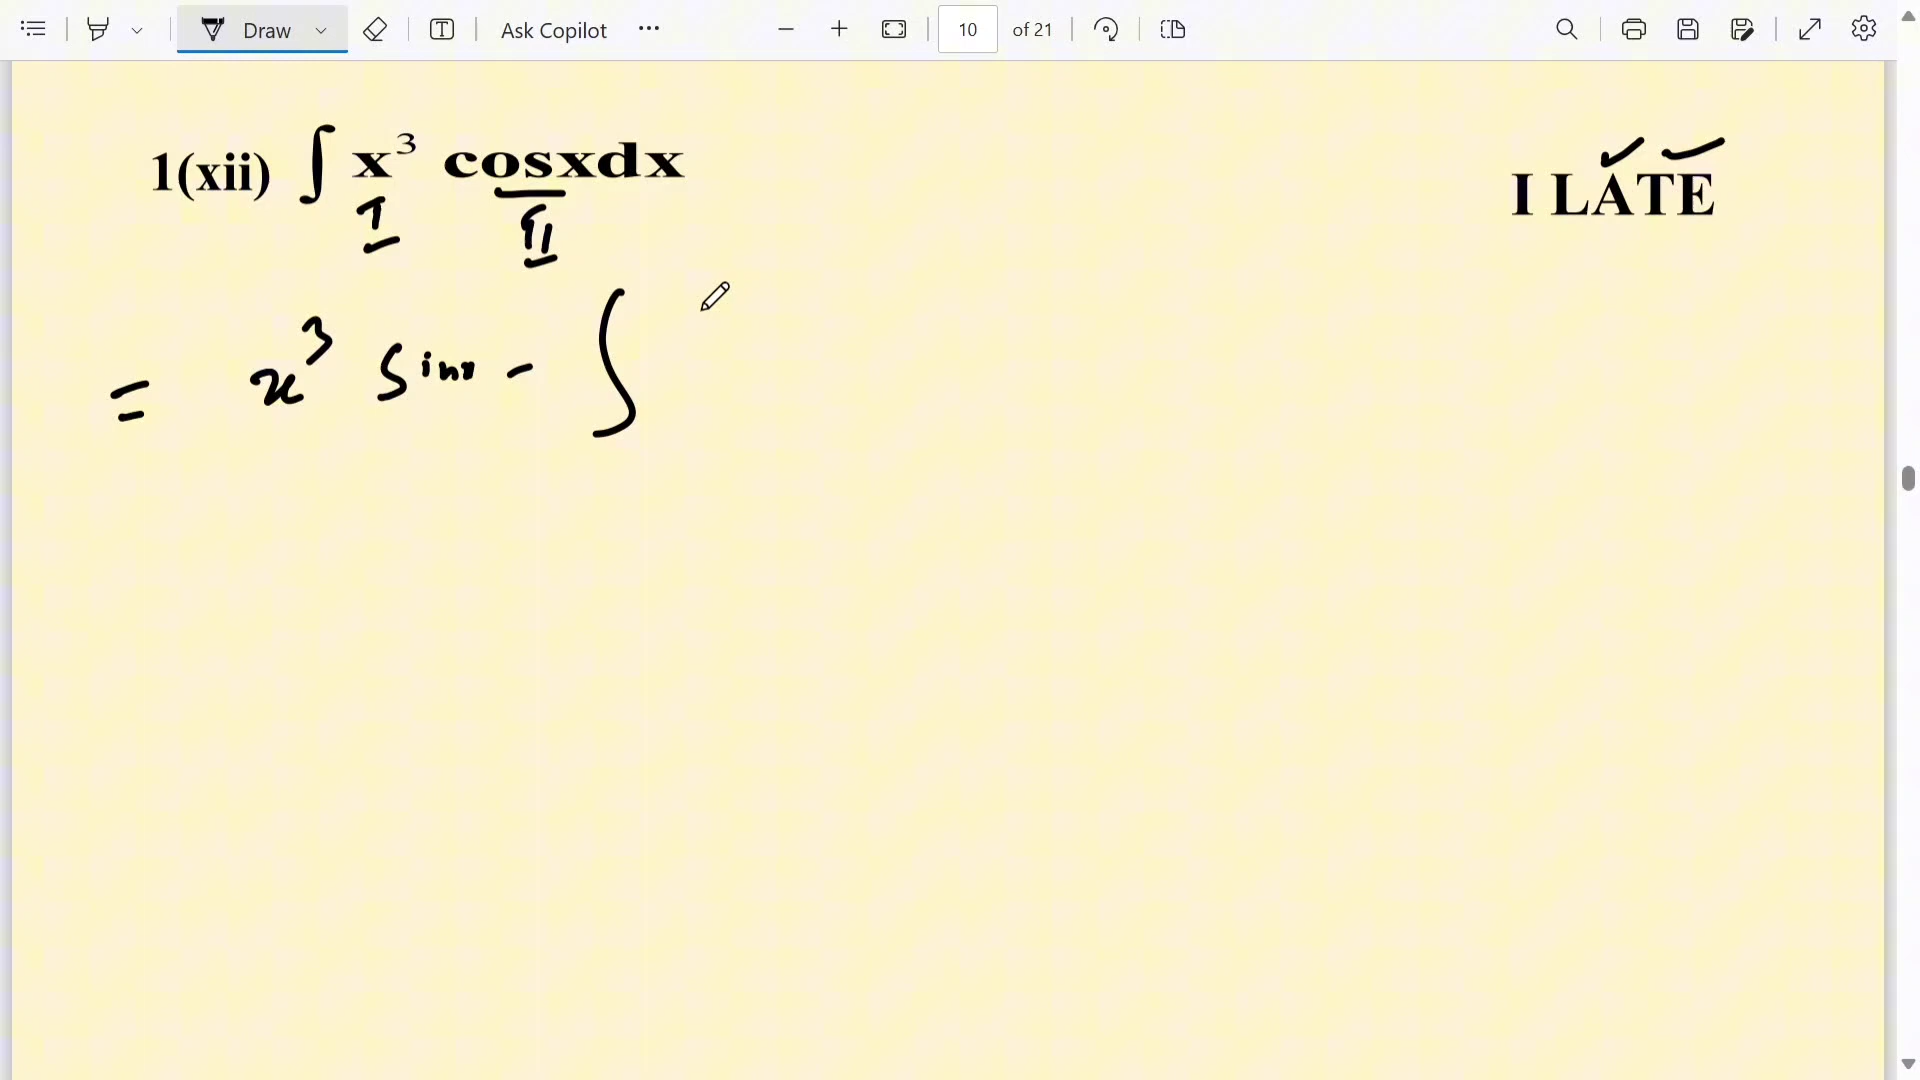 Draw Ask Copilot ... 10 of 21
1(xii) ∫ x³ cosxdx
I LATE
I II
= x³ sinx - ∫